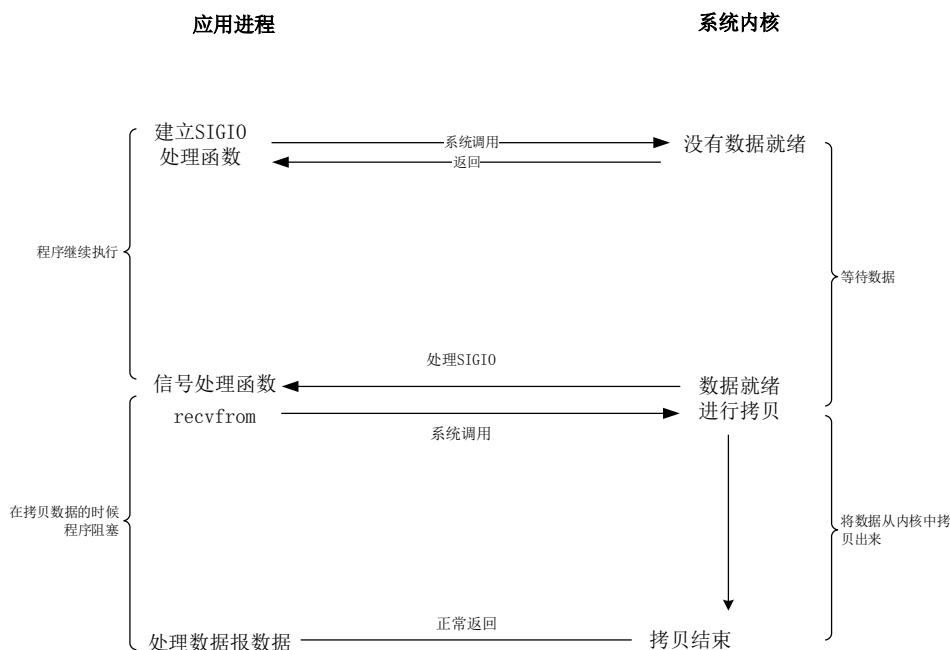 应用进程
系统内核
建立SIGIO
处理函数
系统调用
返回
没有数据就绪
程序继续执行
等待数据
处理SIGIO
信号处理函数
数据就绪
进行拷贝
recvfrom
系统调用
在拷贝数据的时候
程序阻塞
将数据从内核中拷
贝出来
正常返回
处理数据报数据
拷贝结束